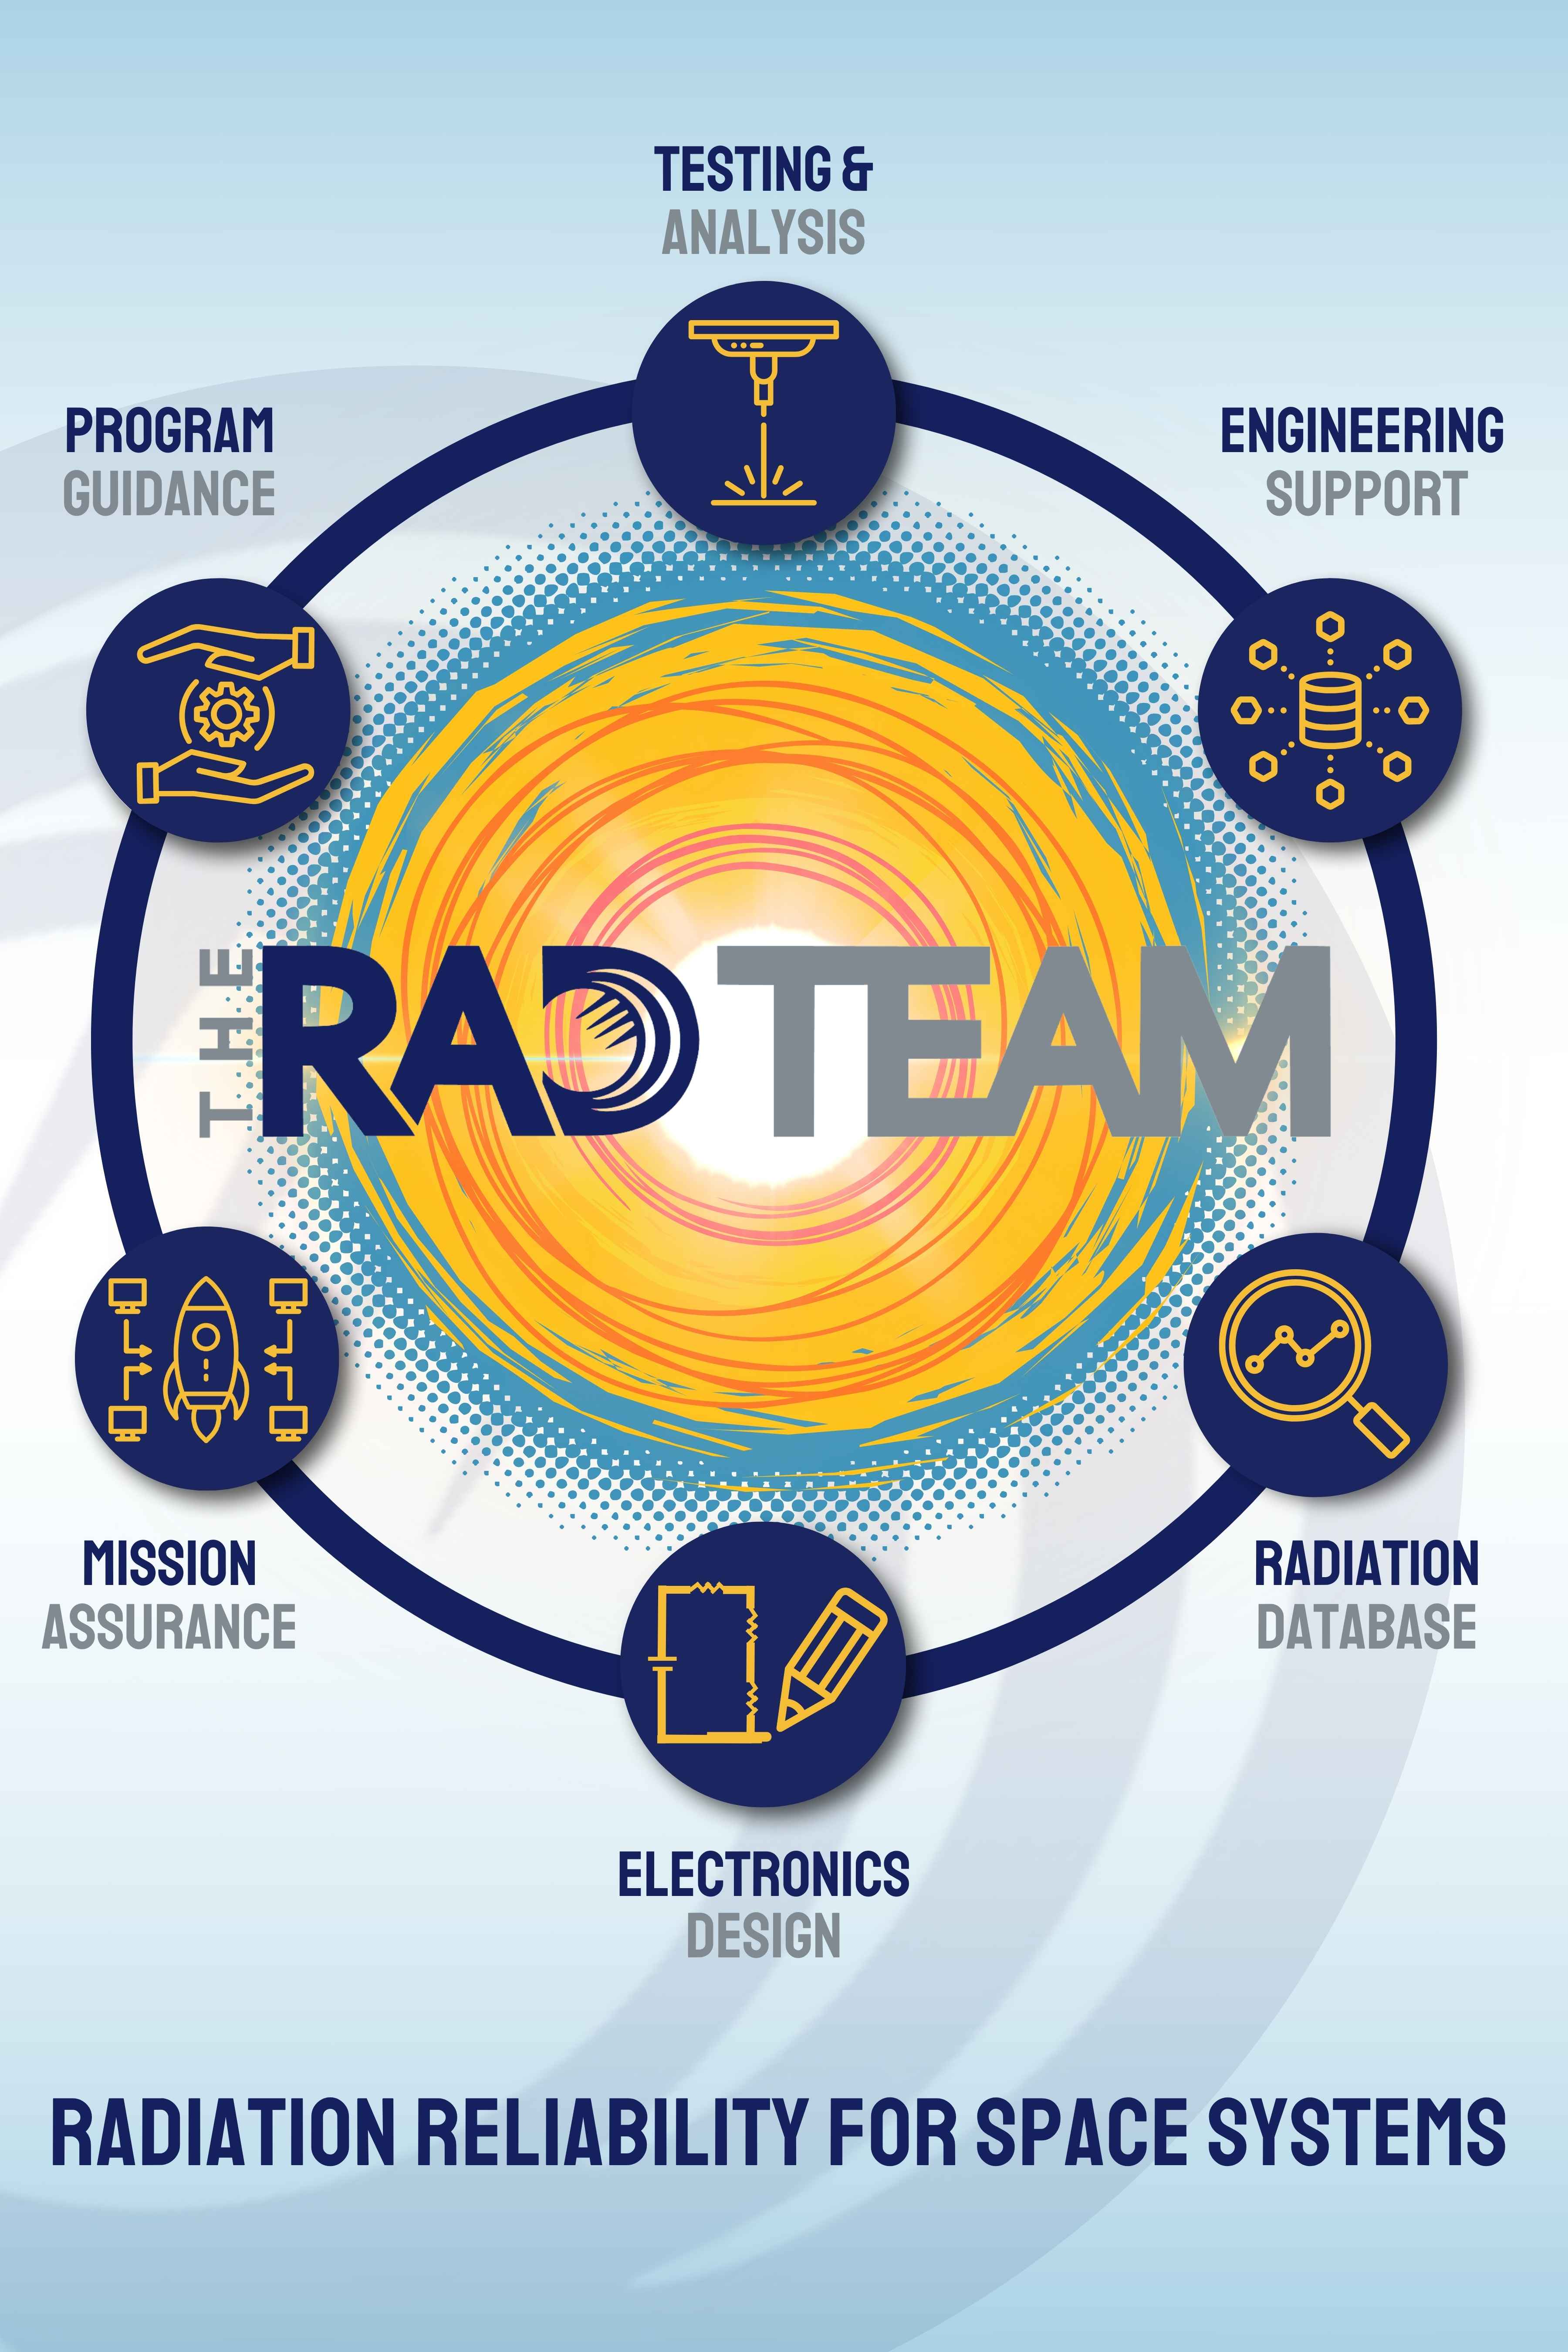 TESTING &
ANALYSIS
PROGRAM
GUIDANCE
ENGINEERING
SUPPORT
THE RAD TEAM
MISSION
ASSURANCE
RADIATION
DATABASE
ELECTRONICS
DESIGN
RADIATION RELIABILITY FOR SPACE SYSTEMS